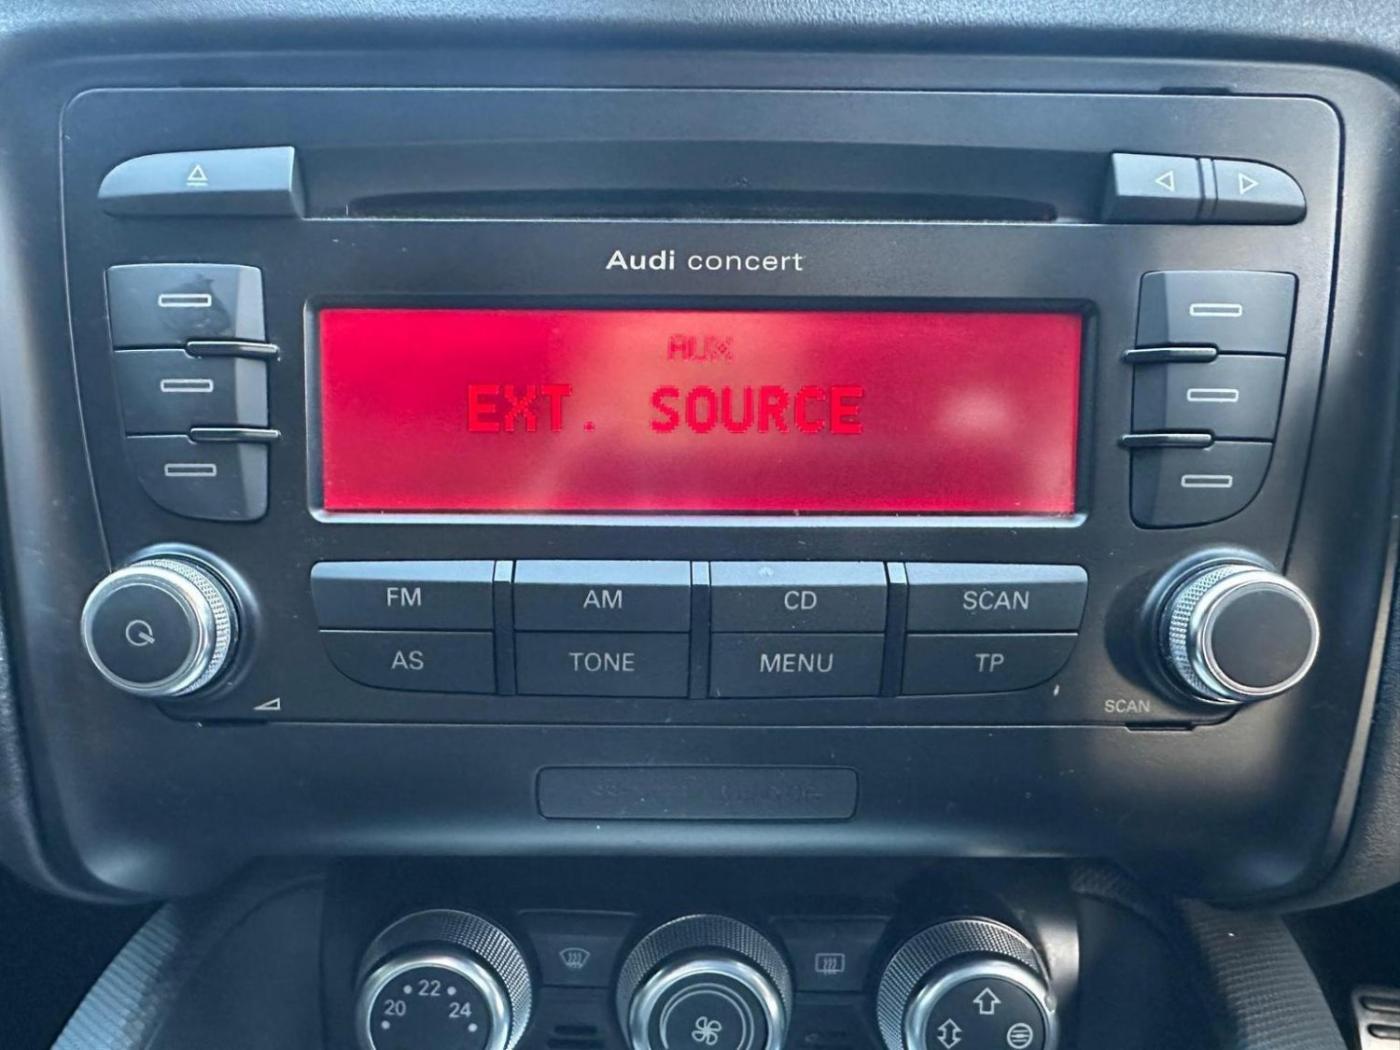 Audi concert
AUX
EXT. SOURCE
FM AM CD SCAN
AS TONE MENU TP
SCAN
20 22 24